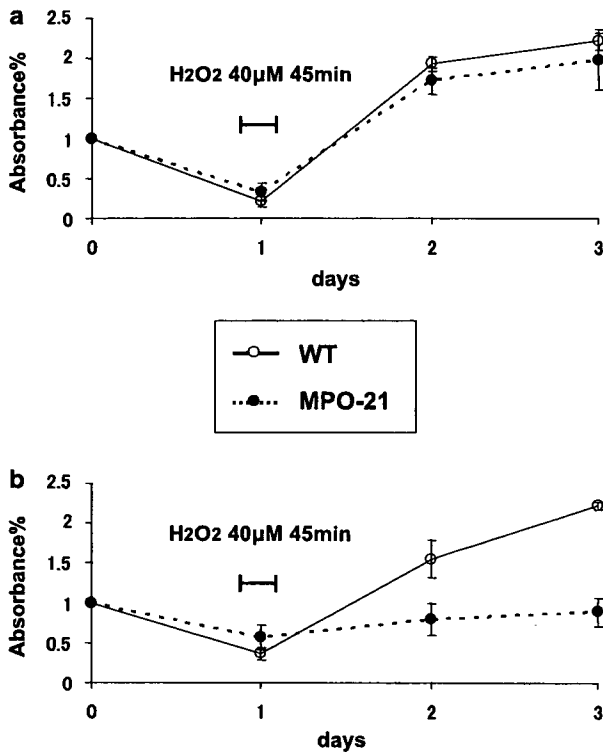 a
Absorbance%
2.5
2
1.5
1
0.5
0
H2O2 40μM 45min
0 1 2 3
days
WT
MPO-21
b
Absorbance%
2.5
2
1.5
1
0.5
0
H2O2 40μM 45min
0 1 2 3
days